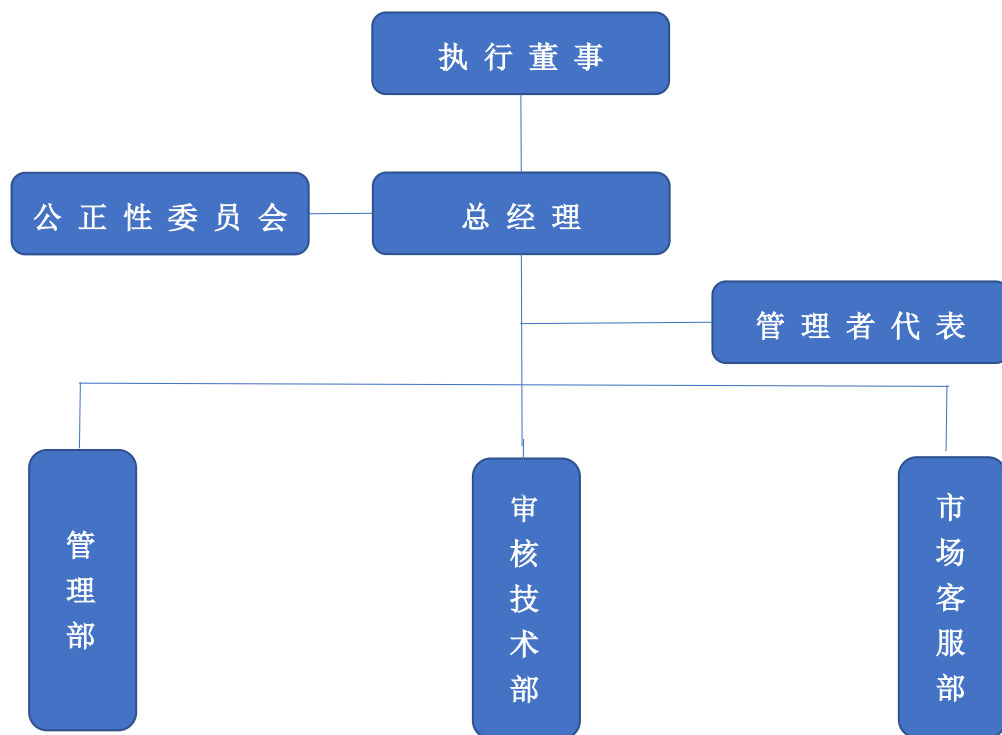 执行董事
公正性委员会
总经理
管理者代表
管理部
审核技术部
市场客服部